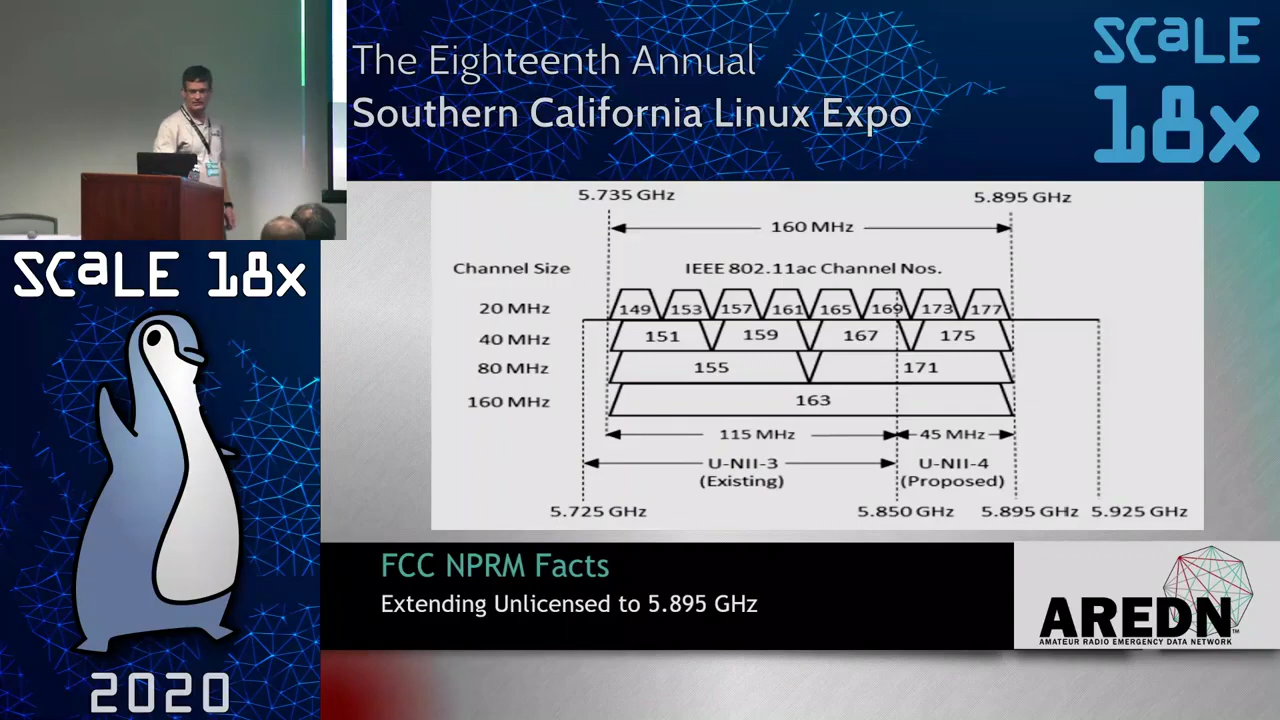 The Eighteenth Annual
Southern California Linux Expo
SCaLE
18x
SCaLE 18x
2020
5.735 GHz 5.895 GHz
160 MHz
Channel Size IEEE 802.11ac Channel Nos.
20 MHz 149 153 157 161 165 169 173 177
40 MHz 151 159 167 175
80 MHz 155 171
160 MHz 163
115 MHz 45 MHz
U-NII-3 U-NII-4
(Existing) (Proposed)
5.725 GHz 5.850 GHz 5.895 GHz 5.925 GHz
FCC NPRM Facts
Extending Unlicensed to 5.895 GHz
AREDN™
AMATEUR RADIO EMERGENCY DATA NETWORK